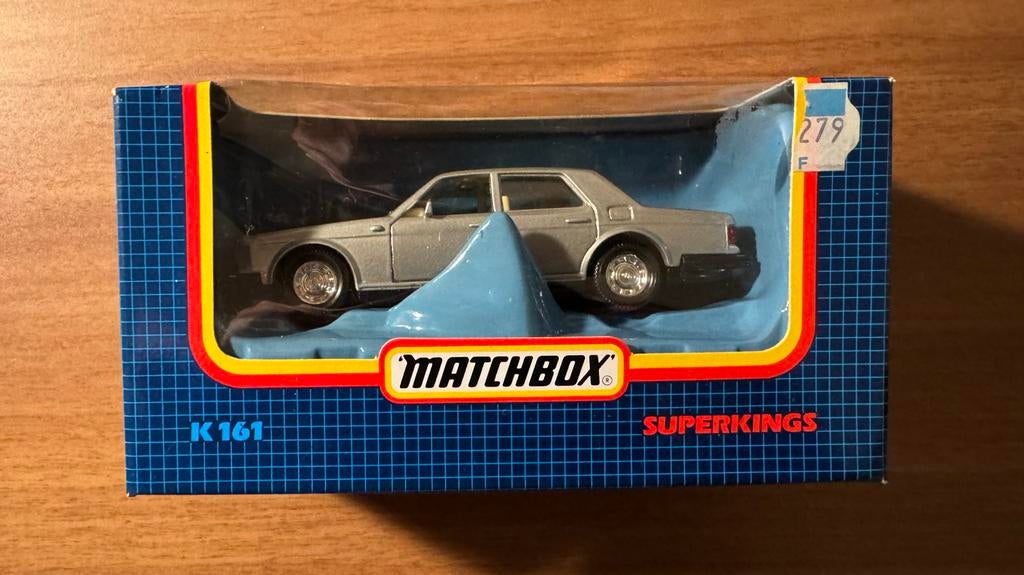 279
F
'MATCHBOX'®
K 161
SUPERKINGS